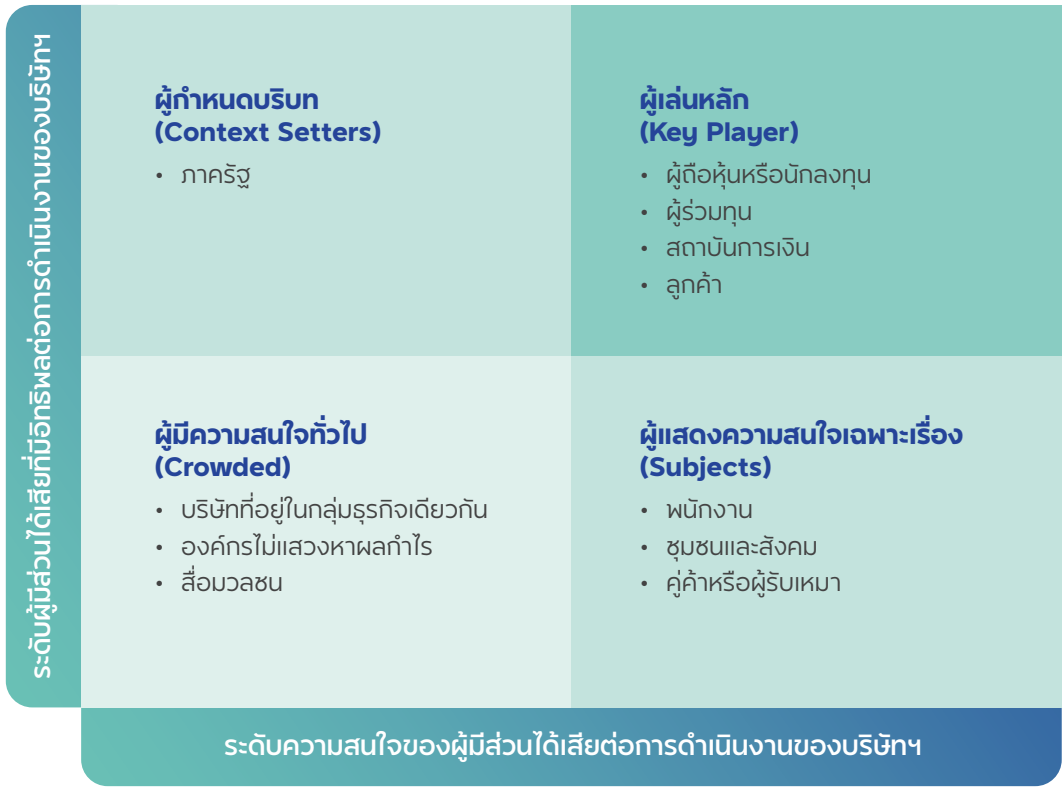 ระดับผู้มีส่วนได้เสียที่มีอิทธิพลต่อการดำเนินงานของบริษัทฯ
ผู้กำหนดบริบท
(Context Setters)
• ภาครัฐ
ผู้เล่นหลัก
(Key Player)
• ผู้ถือหุ้นหรือนักลงทุน
• ผู้ร่วมทุน
• สถาบันการเงิน
• ลูกค้า
ผู้มีความสนใจทั่วไป
(Crowded)
• บริษัทที่อยู่ในกลุ่มธุรกิจเดียวกัน
• องค์กรไม่แสวงหาผลกำไร
• สื่อมวลชน
ผู้แสดงความสนใจเฉพาะเรื่อง
(Subjects)
• พนักงาน
• ชุมชนและสังคม
• คู่ค้าหรือผู้รับเหมา
ระดับความสนใจของผู้มีส่วนได้เสียต่อการดำเนินงานของบริษัทฯ